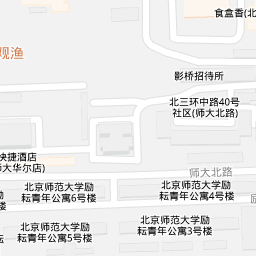 食盒香(北
观渔
影桥招待所
北三环中路40号
社区(师大北路)
快捷酒店
师大华尔店)
师大北路
励
北京师范大学励
耘青年公寓6号楼
北京师范大学励
耘青年公寓4号楼
励
北京师范大学励
耘青年公寓5号楼
北京师范大学励
耘青年公寓3号楼